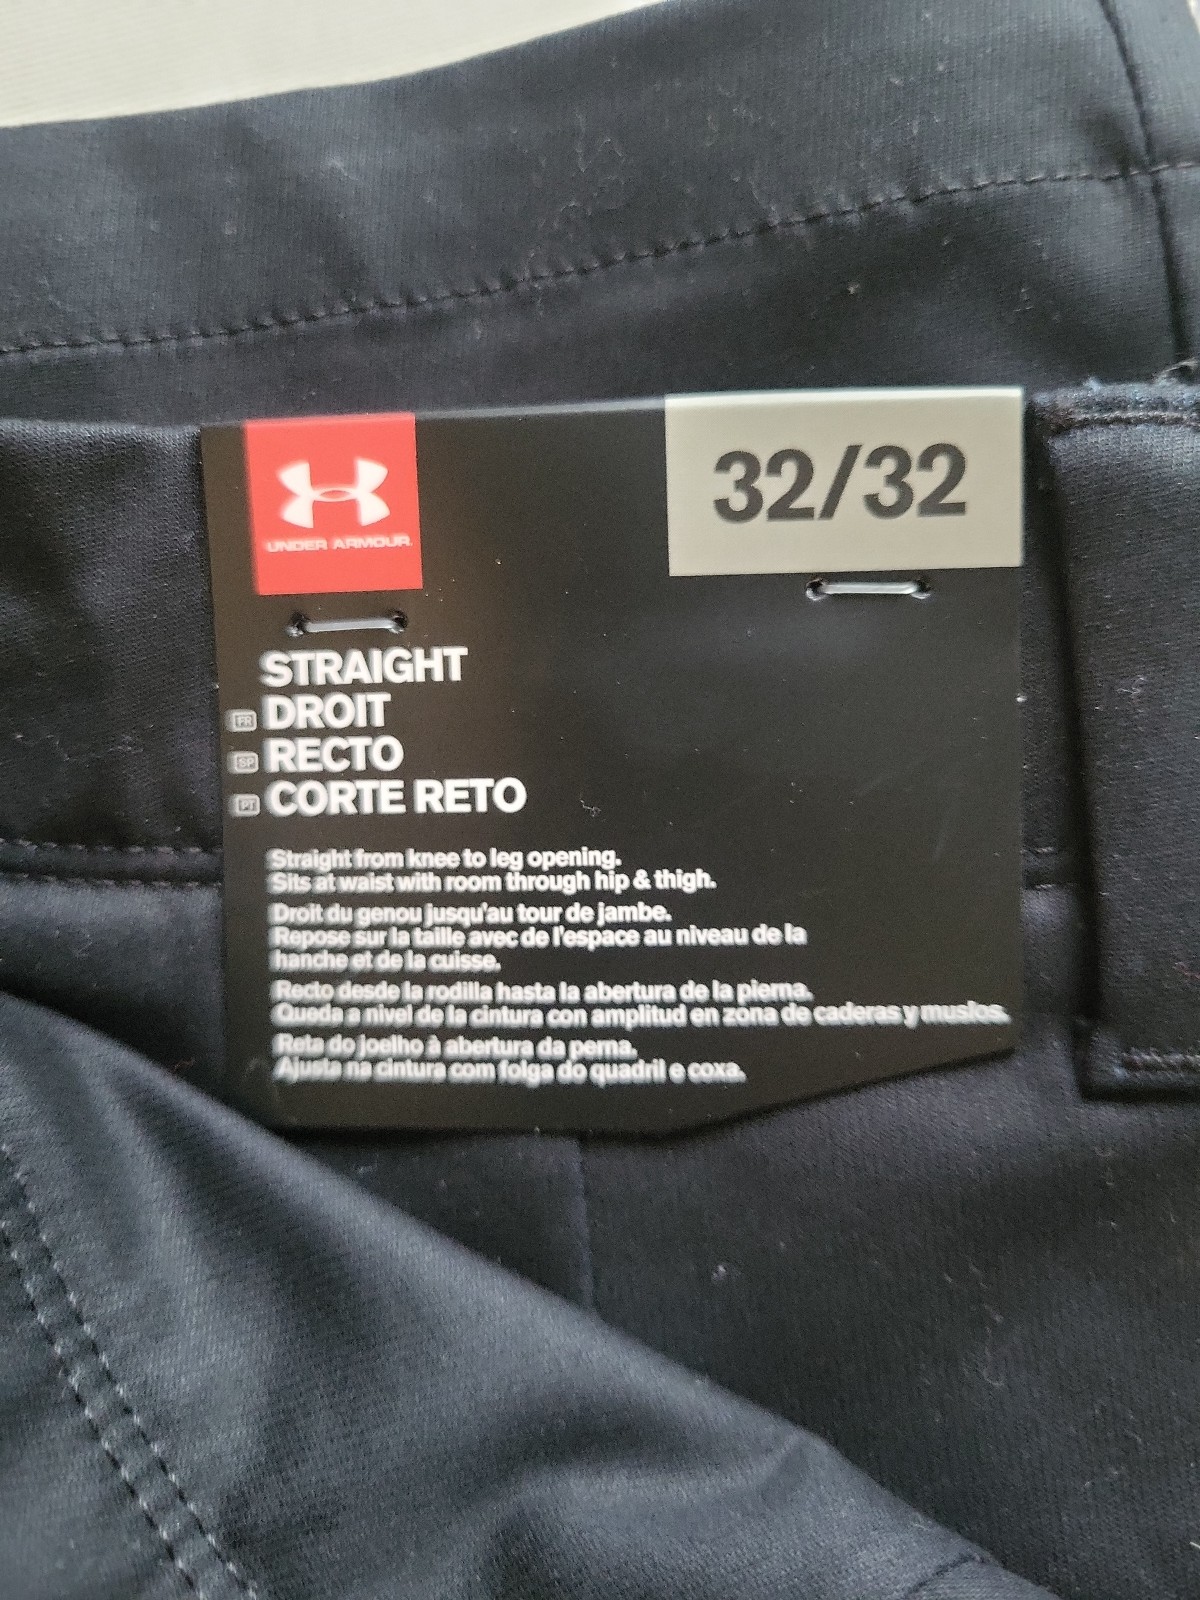 UNDER ARMOUR.
32/32
STRAIGHT
FR DROIT
SP RECTO
PT CORTE RETO
Straight from knee to leg opening.
Sits at waist with room through hip & thigh.
Droit du genou jusqu'au tour de jambe.
Repose sur la taille avec de l'espace au niveau de la
hanche et de la cuisse.
Recto desde la rodilla hasta la abertura de la pierna.
Queda a nivel de la cintura con amplitud en zona de caderas y muslos.
Reta do joelho à abertura da perna.
Ajusta na cintura com folga do quadril e coxa.